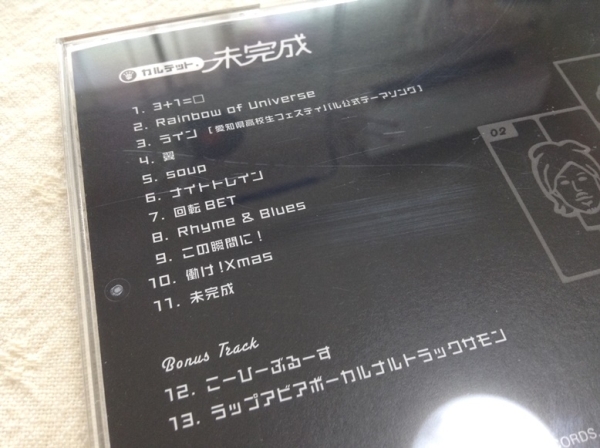 カルテット. 未完成
1. 3+1=□
2. Rainbow of Universe
3. ライン [愛知県高校生フェスティバル公式テーマソング]
4. 翼
5. soup
6. ナイトトレイン
7. 回転BET
8. Rhyme & Blues
9. この瞬間に!
10. 働け!Xmas
11. 未完成
Bonus Track
12. こーひーぶるーす
13. ラップアビアボーカルナルトラックサモン
02